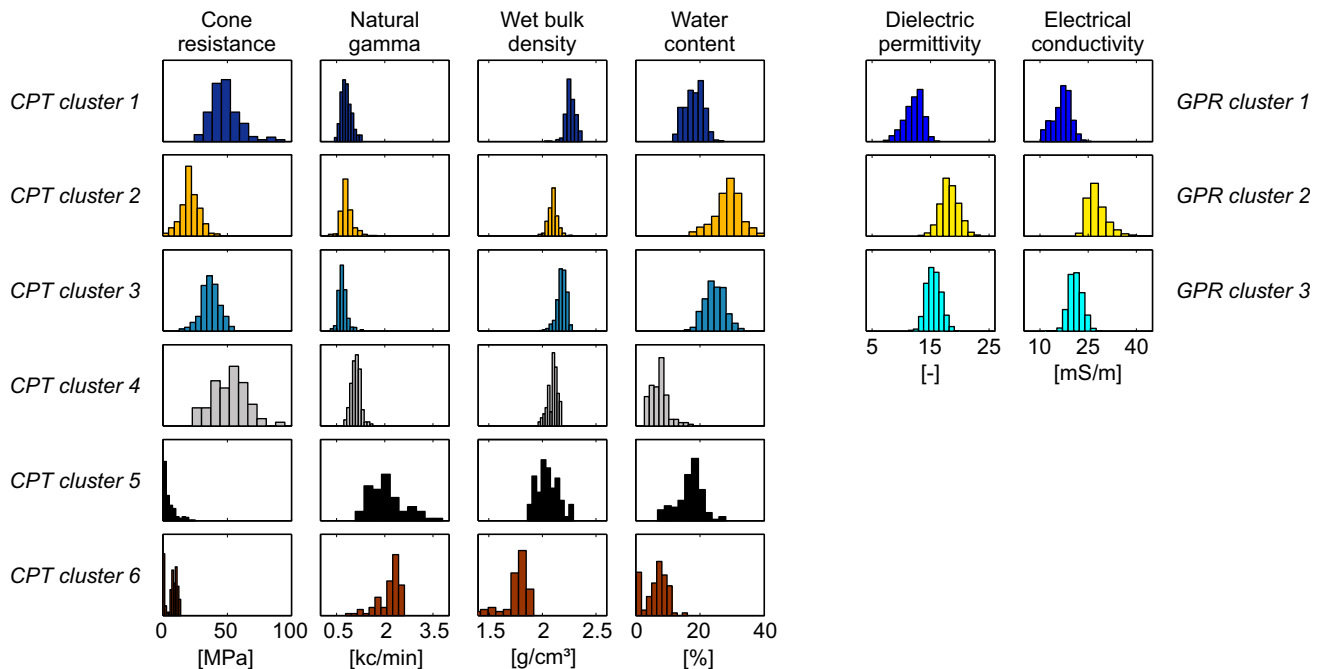 Cone resistance
Natural gamma
Wet bulk density
Water content
Dielectric permittivity
Electrical conductivity
CPT cluster 1
GPR cluster 1
CPT cluster 2
GPR cluster 2
CPT cluster 3
GPR cluster 3
5 15 25
10 25 40
[-]
[mS/m]
CPT cluster 4
CPT cluster 5
CPT cluster 6
0 50 100
0.5 2 3.5
1.5 2 2.5
0 20 40
[MPa]
[kc/min]
[g/cm³]
[%]